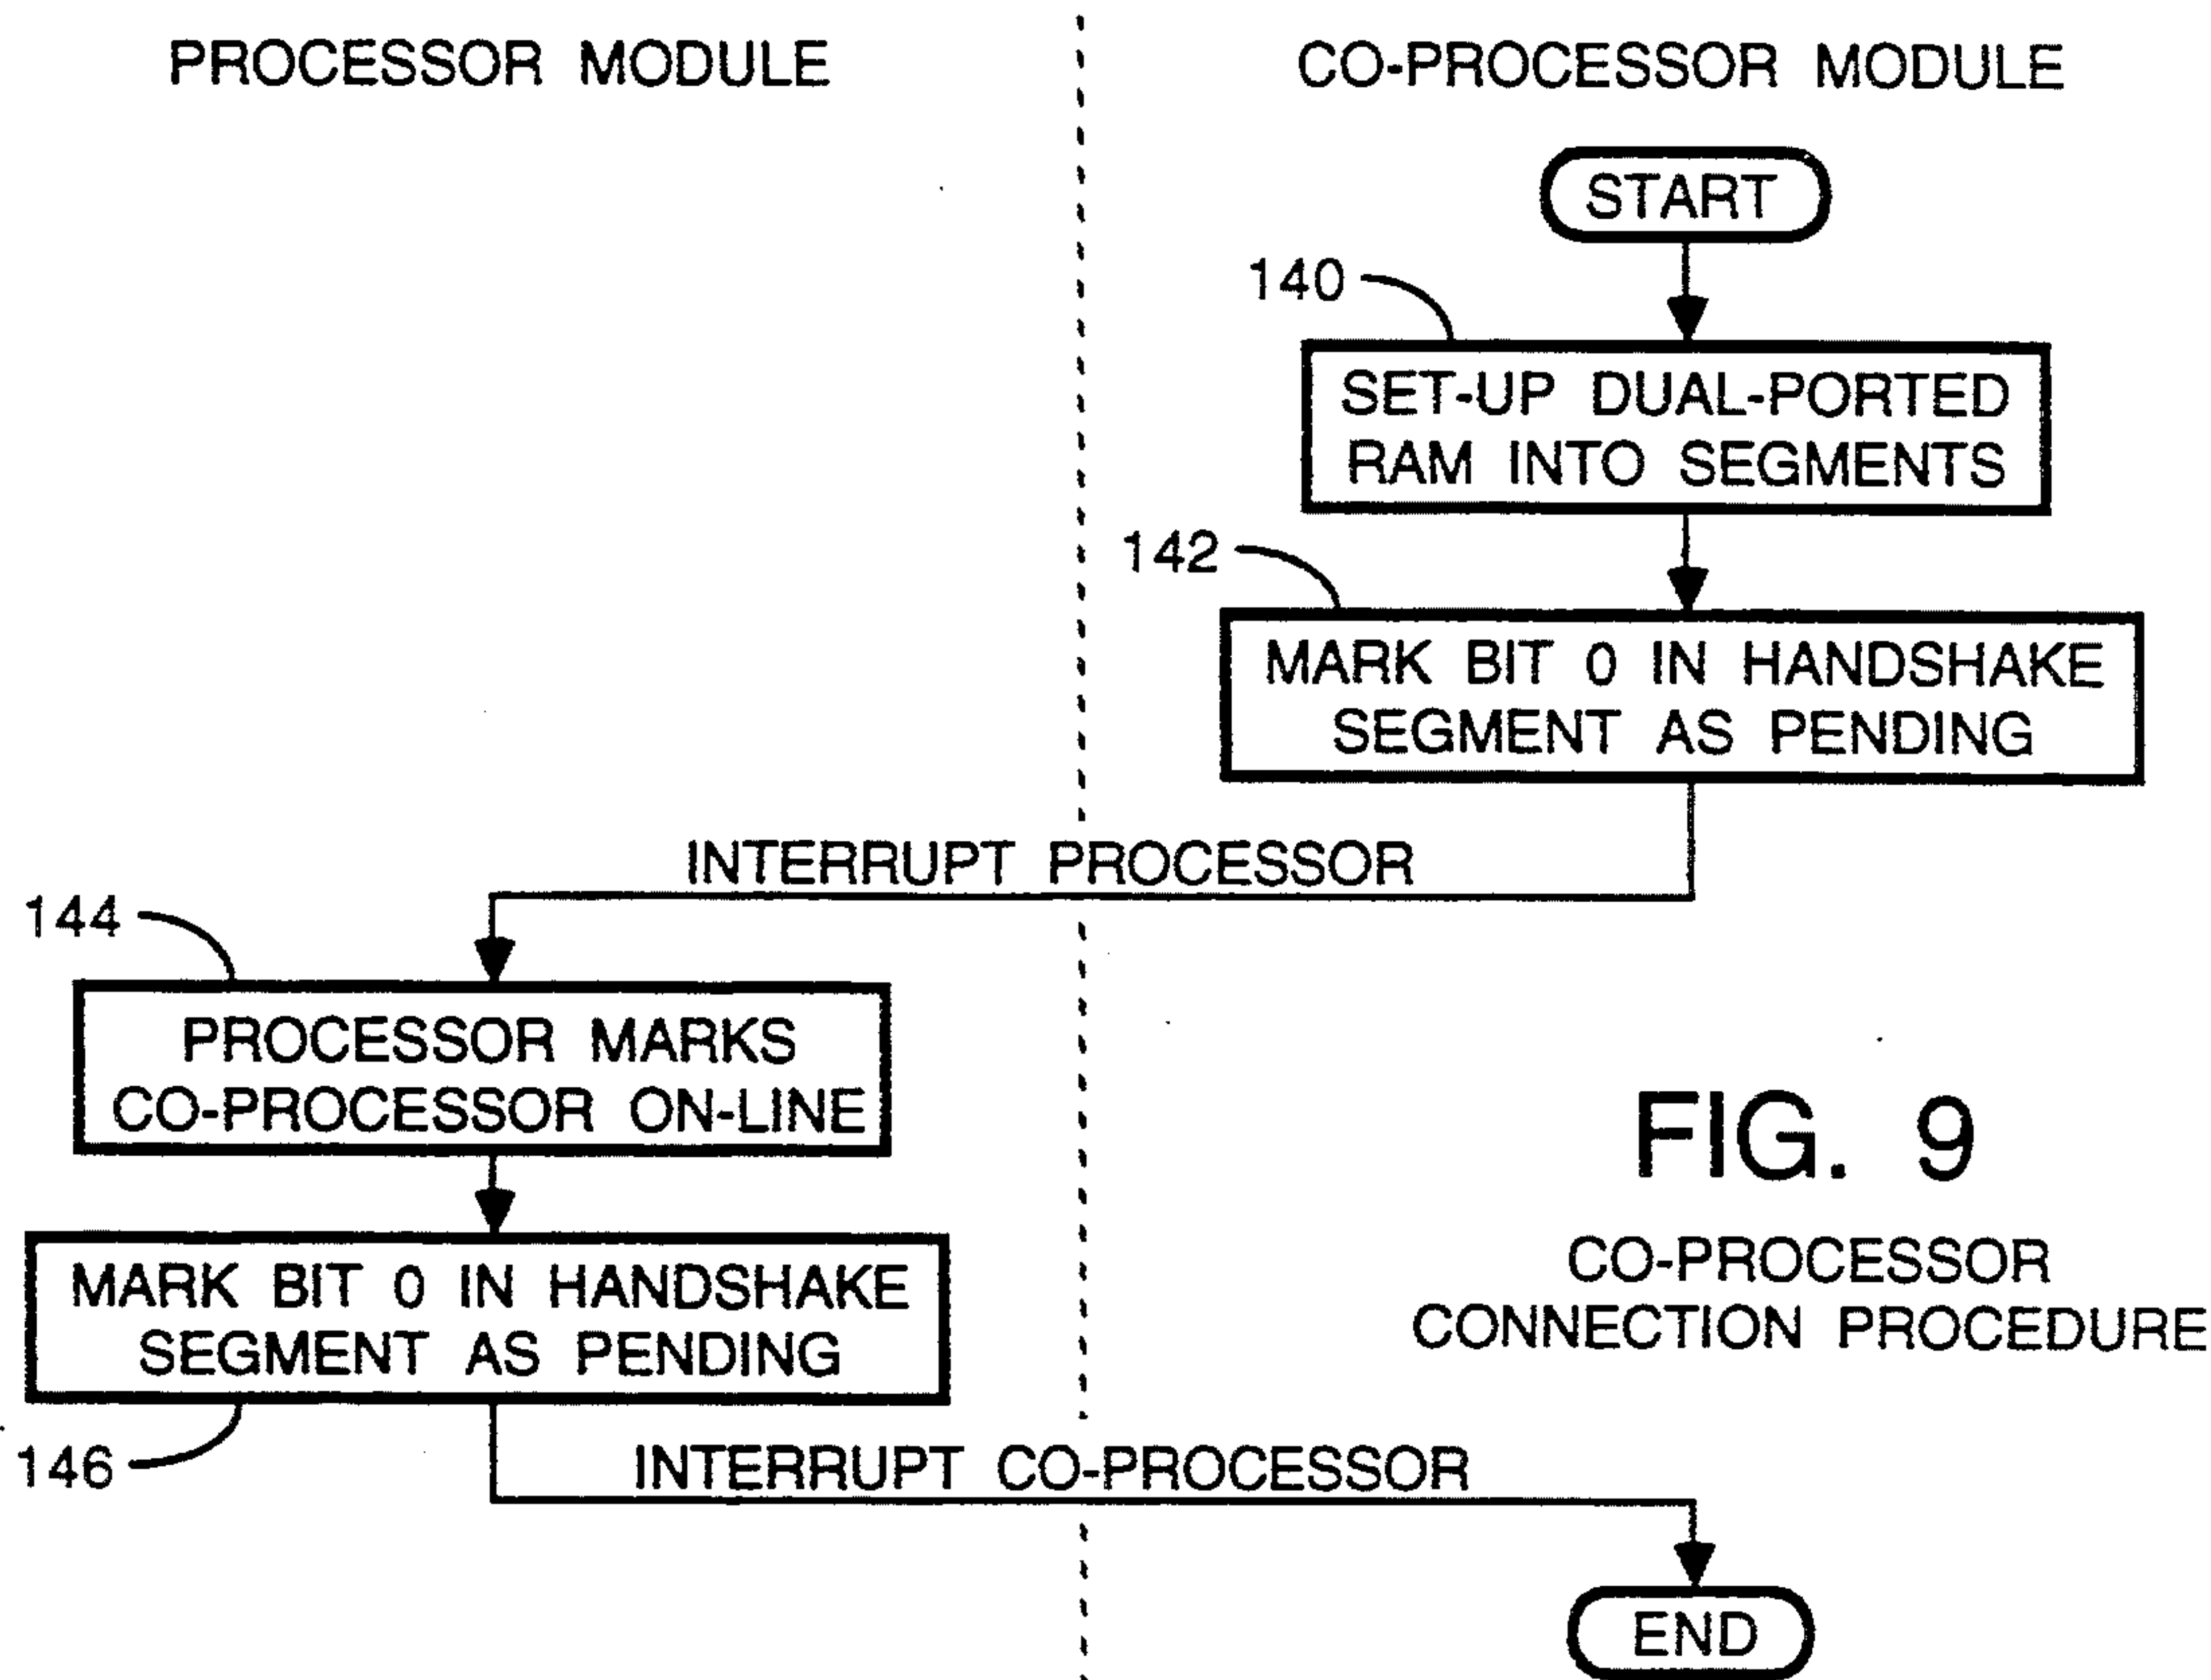 PROCESSOR MODULE
CO-PROCESSOR MODULE
START
140
SET-UP DUAL-PORTED
RAM INTO SEGMENTS
142
MARK BIT 0 IN HANDSHAKE
SEGMENT AS PENDING
INTERRUPT PROCESSOR
144
PROCESSOR MARKS
CO-PROCESSOR ON-LINE
MARK BIT 0 IN HANDSHAKE
SEGMENT AS PENDING
146
INTERRUPT CO-PROCESSOR
END
FIG. 9
CO-PROCESSOR
CONNECTION PROCEDURE